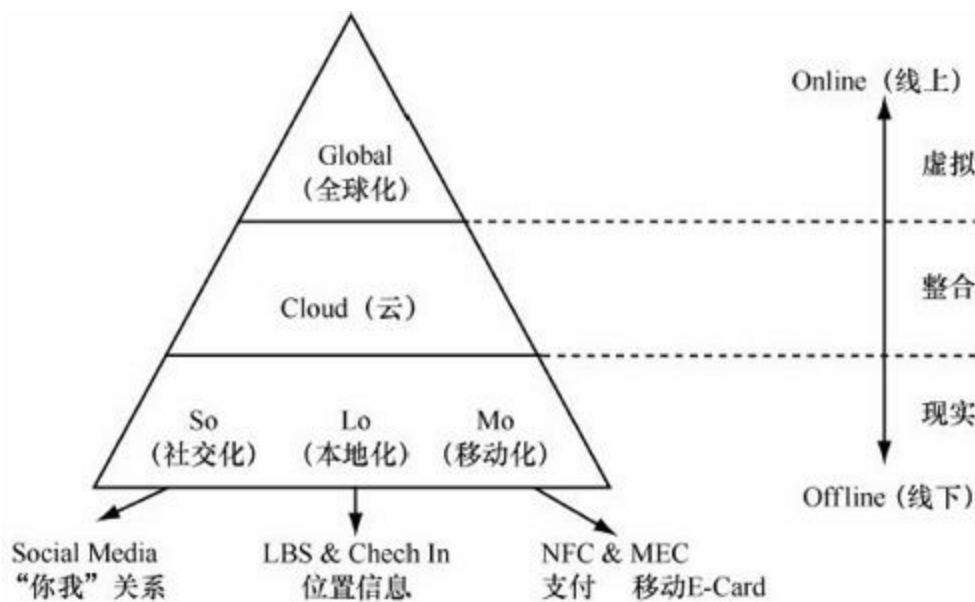 Online（线上）
Global
（全球化）
虚拟
Cloud（云）
整合
So
（社交化）
Lo
（本地化）
Mo
（移动化）
现实
Offline（线下）
Social Media
“你我”关系
LBS & Chech In
位置信息
NFC & MEC
支付 移动E-Card